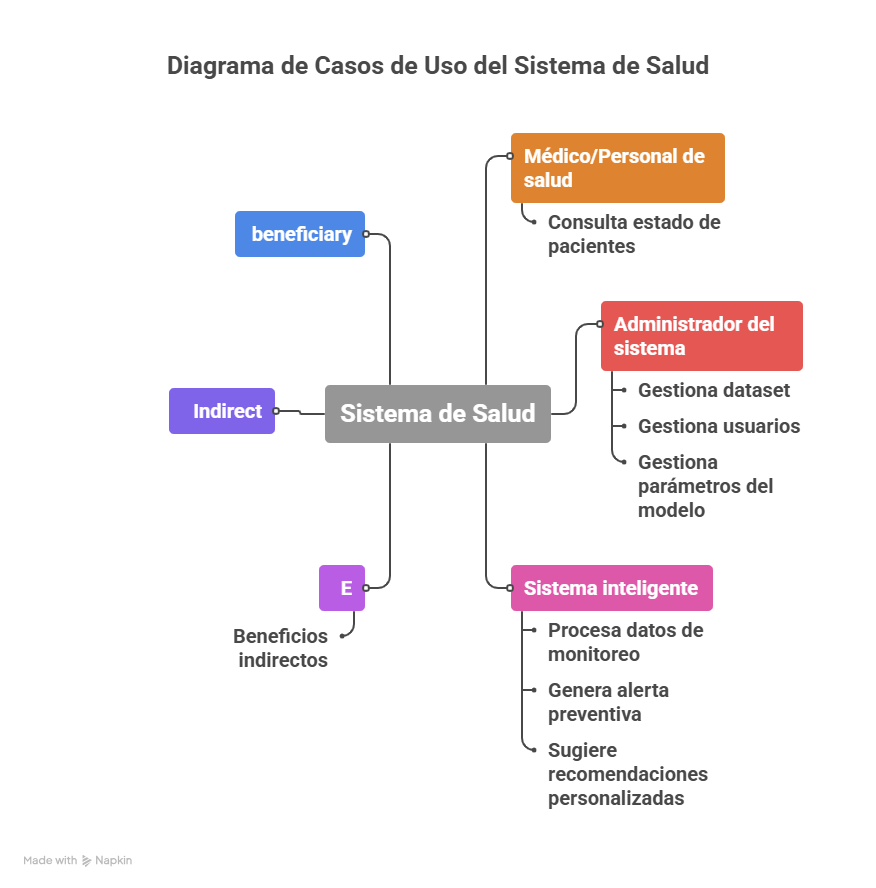 Diagrama de Casos de Uso del Sistema de Salud
Médico/Personal de
salud
Consulta estado de
pacientes
beneficiary
Administrador del
sistema
Gestiona dataset
Gestiona usuarios
Gestiona
parámetros del
modelo
Indirect
Sistema de Salud
E
Beneficios
indirectos
Sistema inteligente
Procesa datos de
monitoreo
Genera alerta
preventiva
Sugiere
recomendaciones
personalizadas
Made with Napkin